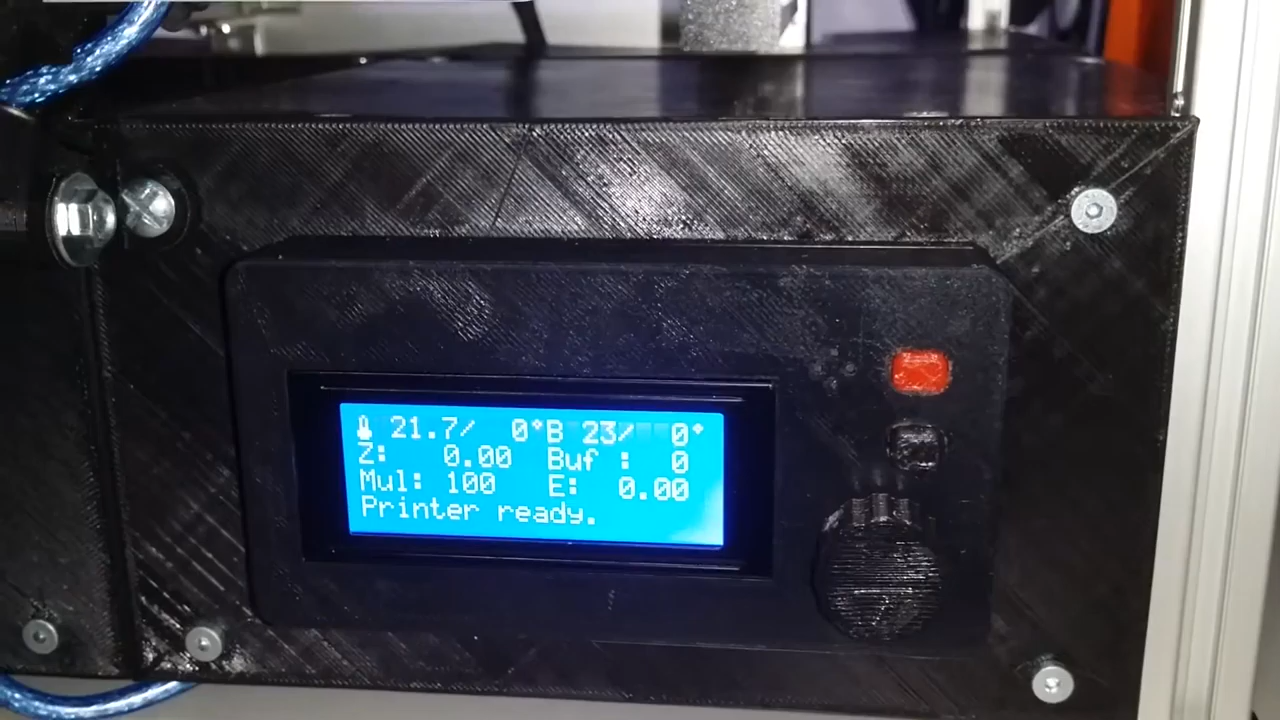 21.7/ 0°B 23/ 0°
Z: 0.00 Buf : 0
Mul: 100 E: 0.00
Printer ready.